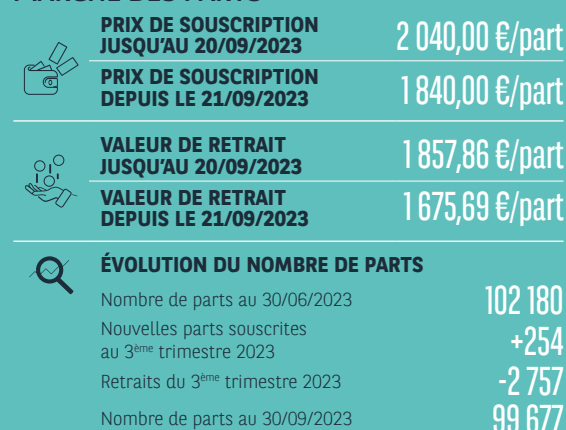 MARCHÉ DES PARTS
PRIX DE SOUSCRIPTION
JUSQU'AU 20/09/2023
2 040,00 €/part
PRIX DE SOUSCRIPTION
DEPUIS LE 21/09/2023
1 840,00 €/part
VALEUR DE RETRAIT
JUSQU'AU 20/09/2023
1 857,86 €/part
VALEUR DE RETRAIT
DEPUIS LE 21/09/2023
1 675,69 €/part
ÉVOLUTION DU NOMBRE DE PARTS
Nombre de parts au 30/06/2023
102 180
Nouvelles parts souscrites
au 3ème trimestre 2023
+254
Retraits du 3ème trimestre 2023
-2 757
Nombre de parts au 30/09/2023
99 677